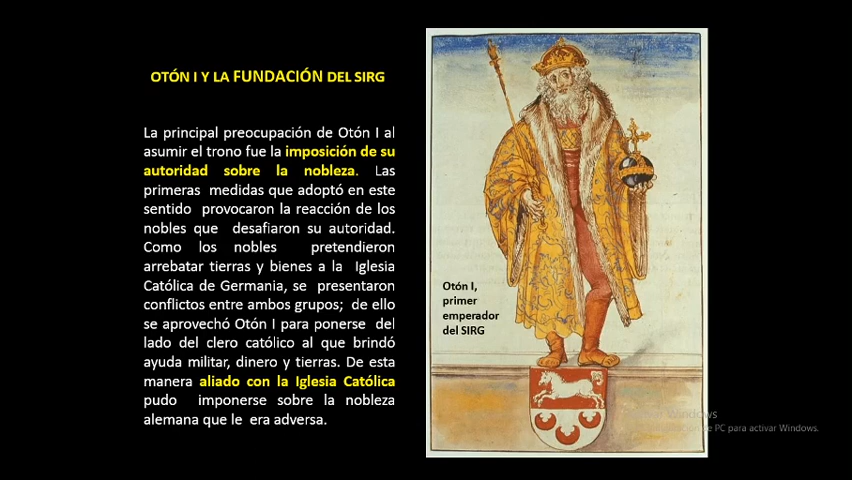 OTÓN I Y LA FUNDACIÓN DEL SIRG
La principal preocupación de Otón I al
asumir el trono fue la imposición de su
autoridad sobre la nobleza. Las
primeras medidas que adoptó en este
sentido provocaron la reacción de los
nobles que desafiaron su autoridad.
Como los nobles pretendieron
arrebatar tierras y bienes a la Iglesia
Católica de Germania, se presentaron
conflictos entre ambos grupos; de ello
se aprovechó Otón I para ponerse del
lado del clero católico al que brindó
ayuda militar, dinero y tierras. De esta
manera aliado con la Iglesia Católica
pudo imponerse sobre la nobleza
alemana que le era adversa.
Otón I,
primer
emperador
del SIRG
Windows
de PC para activar Windows.